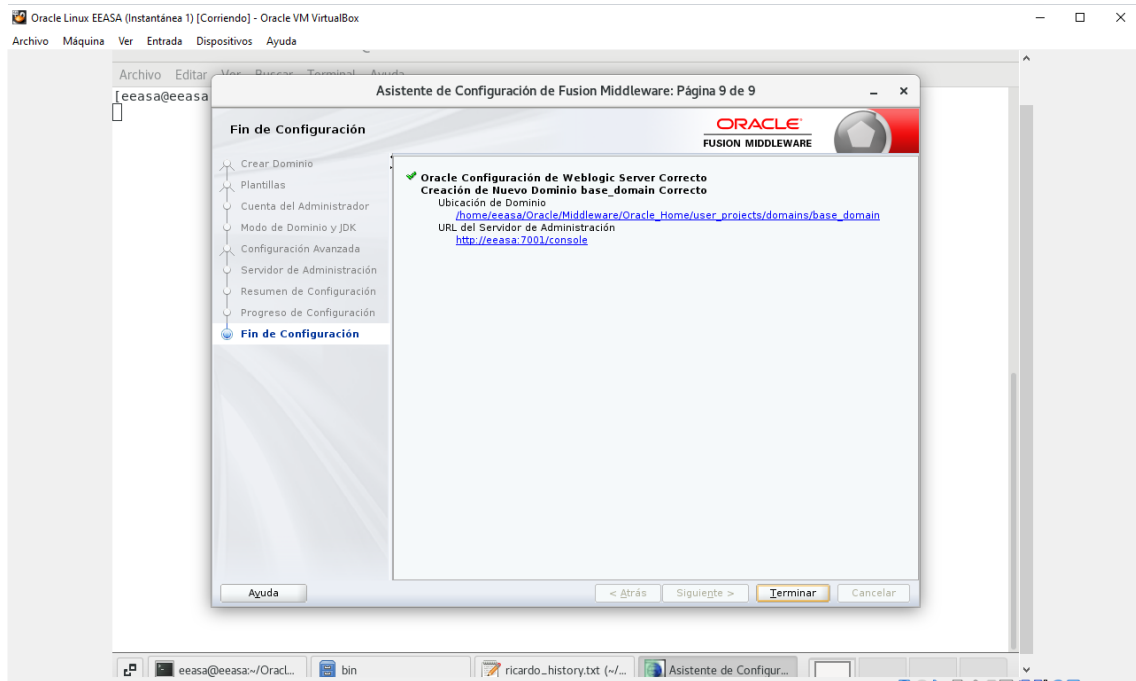 Oracle Linux EEASA (Instantánea 1) [Corriendo] - Oracle VM VirtualBox
Archivo Máquina Ver Entrada Dispositivos Ayuda
Archivo Editar Ver Buscar Terminal Ayuda
[eeasa@eeasa
Asistente de Configuración de Fusion Middleware: Página 9 de 9
Fin de Configuración
ORACLE
FUSION MIDDLEWARE
Crear Dominio
Plantillas
Cuenta del Administrador
Modo de Dominio y JDK
Configuración Avanzada
Servidor de Administración
Resumen de Configuración
Progreso de Configuración
Fin de Configuración
Oracle Configuración de Weblogic Server Correcto
Creación de Nuevo Dominio base_domain Correcto
Ubicación de Dominio
/home/eeasa/Oracle/Middleware/Oracle_Home/user_projects/domains/base_domain
URL del Servidor de Administración
http://eeasa:7001/console
Ayuda
< Atrás Siguiente > Terminar Cancelar
eeasa@eeasa:~/Oracl... bin ricardo_history.txt (~/... Asistente de Configur...